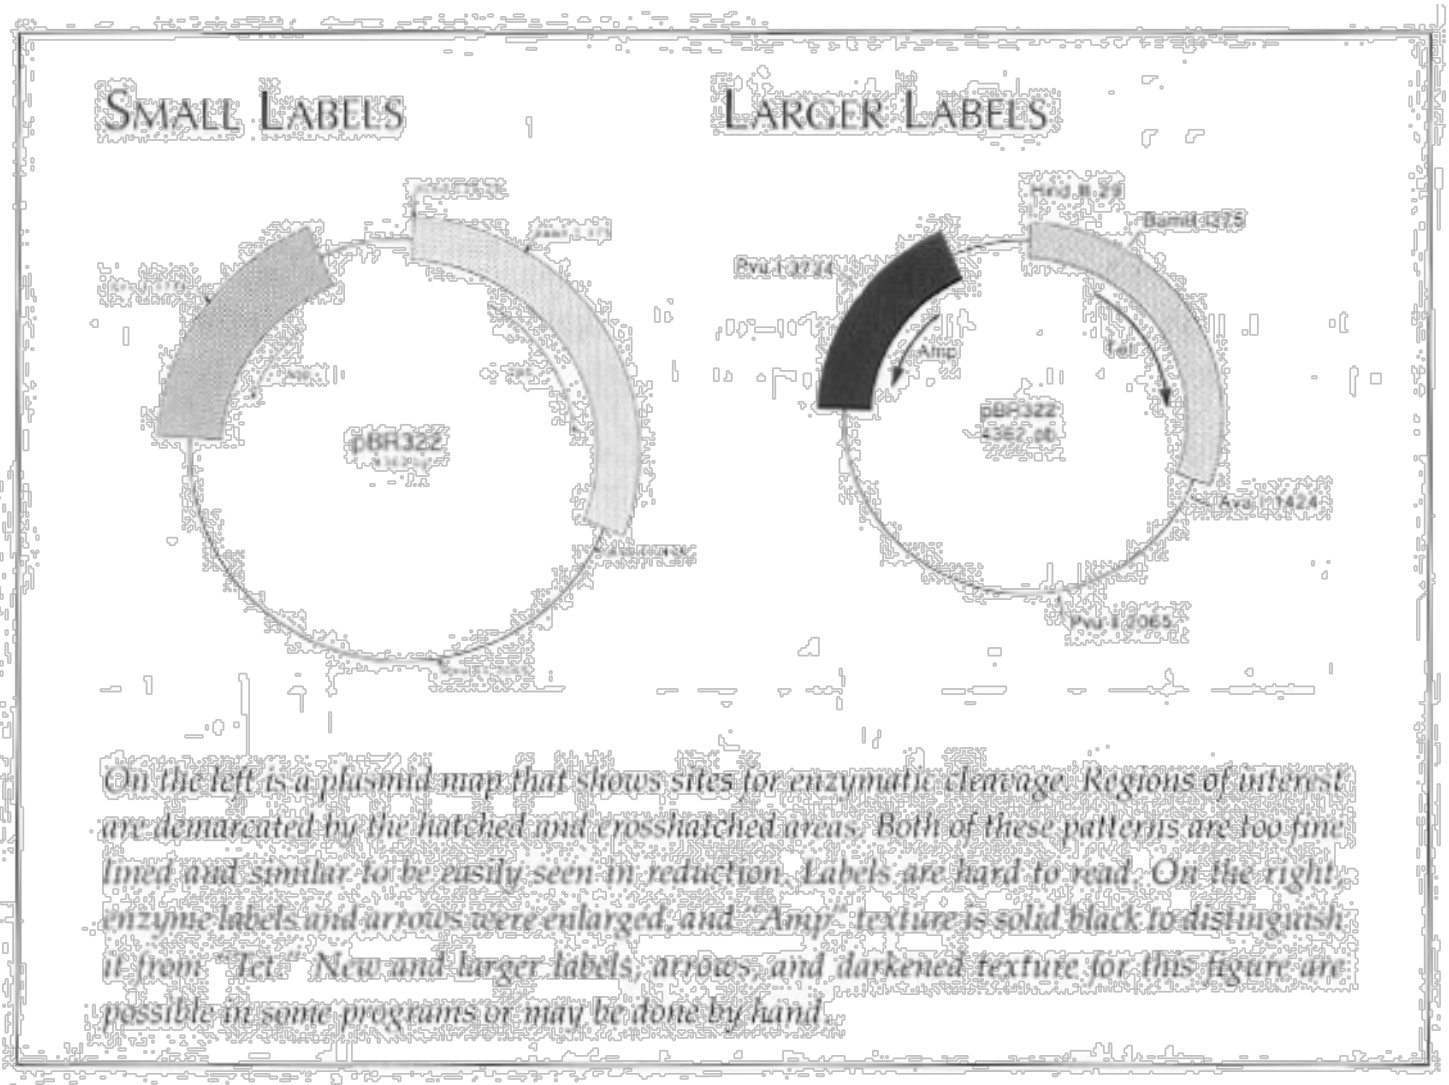 SMALL LABELS
LARGER LABELS
pBR322
Pvu I 3734
Amp
Tet
pBR322
4362 pb
BamH I 375
Ava I 1424
Pvu II 2065
On the left is a plasmid map that shows sites for enzymatic cleavage. Regions of interest
are demarcated by the hatched and crosshatched areas. Both of these patterns are too fine
lined and similar to be easily seen in reduction. Labels are hard to read. On the right,
enzyme labels and arrows were enlarged, and "Amp" texture is solid black to distinguish
it from "Tet." New and larger labels, arrows, and darkened texture for this figure are
possible in some programs or may be done by hand.